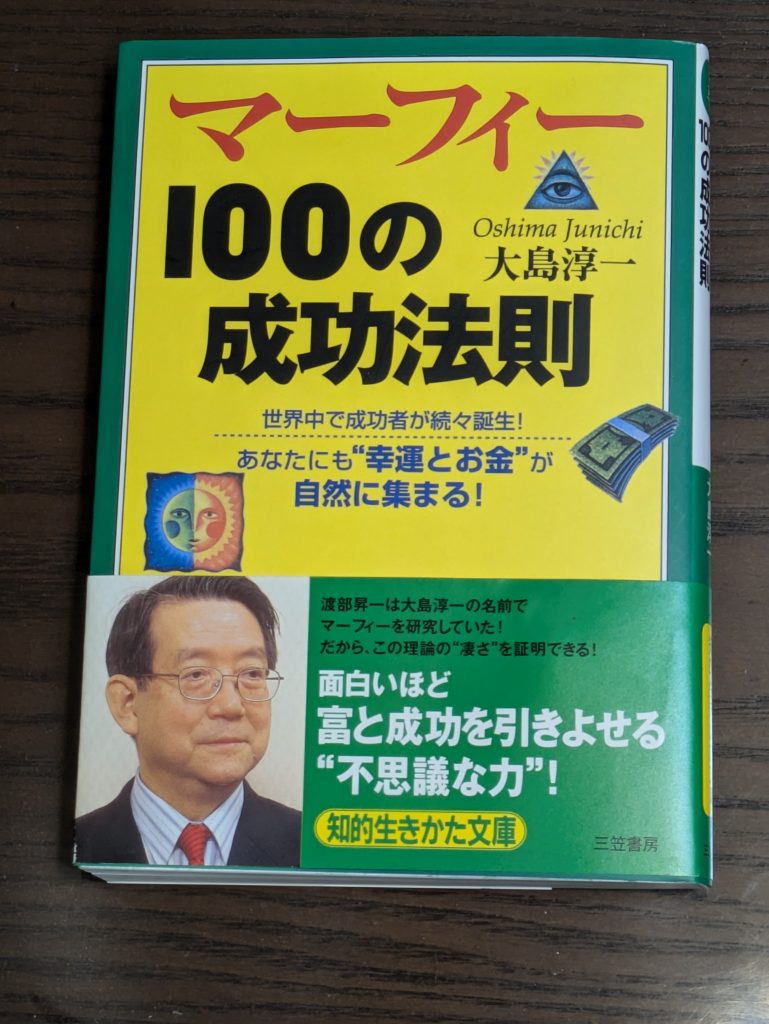 マーフィー
100の
成功法則
Oshima Junichi
大島淳一
世界中で成功者が続々誕生!
あなたにも“幸運とお金”が
自然に集まる!
渡部昇一は大島淳一の名前で
マーフィーを研究していた!
だから、この理論の“凄さ”を証明できる!
面白いほど
富と成功を引きよせる
“不思議な力”!
知的生きかた文庫
三笠書房
100の成功法則